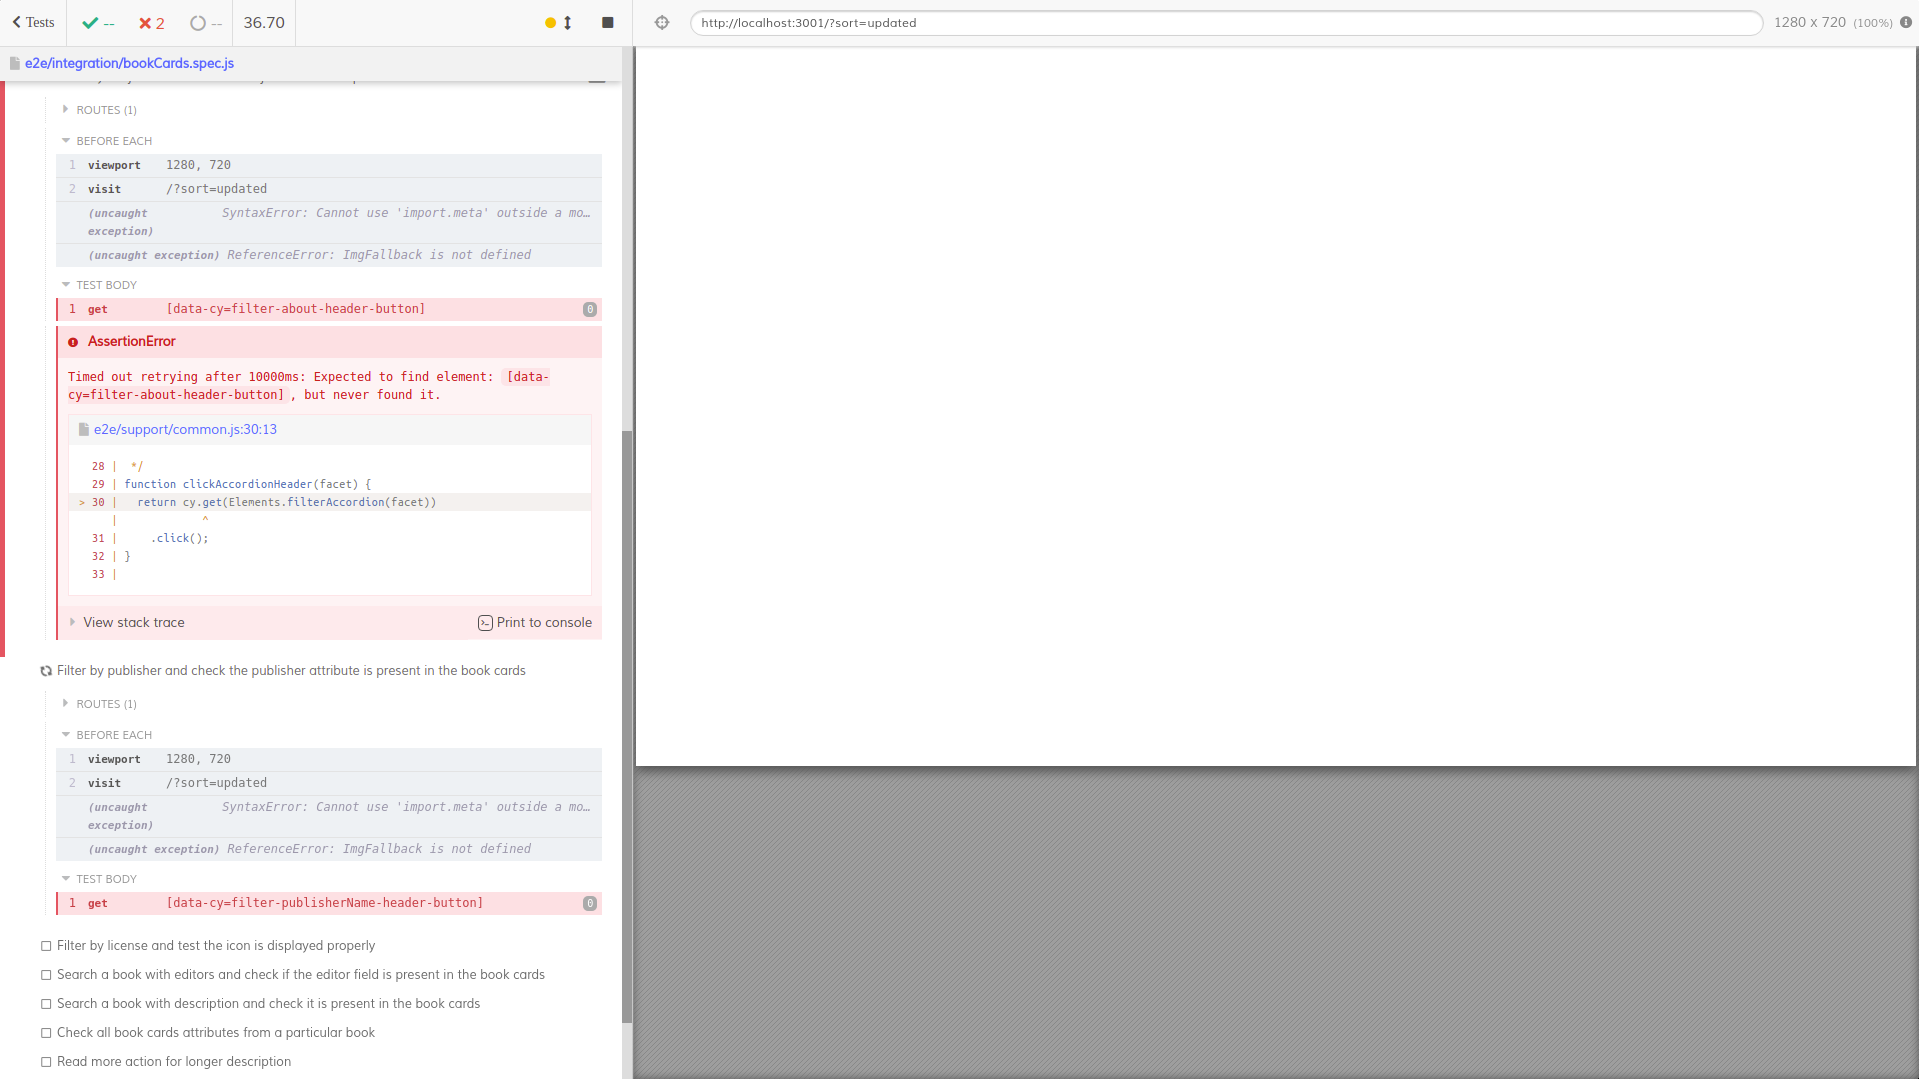 Tests
--
2
--
36.70
http://localhost:3001/?sort=updated
1280 x 720 (100%)
e2e/integration/bookCards.spec.js
ROUTES (1)
BEFORE EACH
1 viewport 1280, 720
2 visit /?sort=updated
(uncaught exception) SyntaxError: Cannot use 'import.meta' outside a mo…
(uncaught exception) ReferenceError: ImgFallback is not defined
TEST BODY
1 get [data-cy=filter-about-header-button] 0
AssertionError
Timed out retrying after 10000ms: Expected to find element: [data-
cy=filter-about-header-button], but never found it.
e2e/support/common.js:30:13
28 | */
29 | function clickAccordionHeader(facet) {
> 30 | return cy.get(Elements.filterAccordion(facet))
| ^
31 | .click();
32 | }
33 |
View stack trace
Print to console
Filter by publisher and check the publisher attribute is present in the book cards
ROUTES (1)
BEFORE EACH
1 viewport 1280, 720
2 visit /?sort=updated
(uncaught exception) SyntaxError: Cannot use 'import.meta' outside a mo…
(uncaught exception) ReferenceError: ImgFallback is not defined
TEST BODY
1 get [data-cy=filter-publisherName-header-button] 0
Filter by license and test the icon is displayed properly
Search a book with editors and check if the editor field is present in the book cards
Search a book with description and check it is present in the book cards
Check all book cards attributes from a particular book
Read more action for longer description